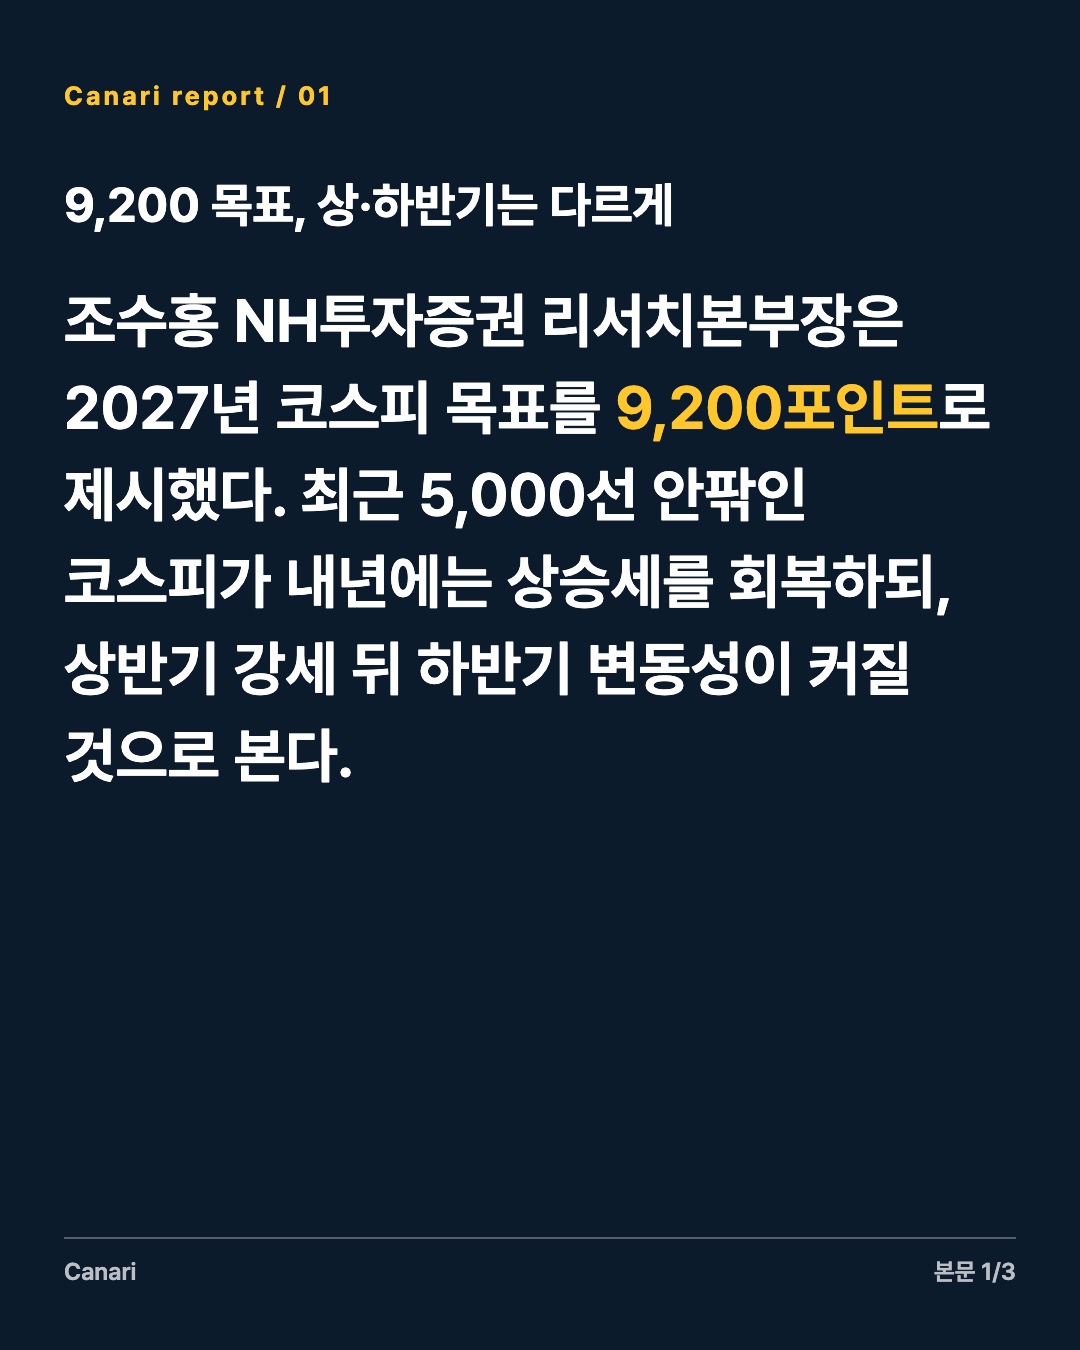 Canari report / 01
9,200 목표, 상·하반기는 다르게
조수홍 NH투자증권 리서치본부장은
2027년 코스피 목표를 9,200포인트로
제시했다. 최근 5,000선 안팎인
코스피가 내년에는 상승세를 회복하되,
상반기 강세 뒤 하반기 변동성이 커질
것으로 본다.
Canari
본문 1/3